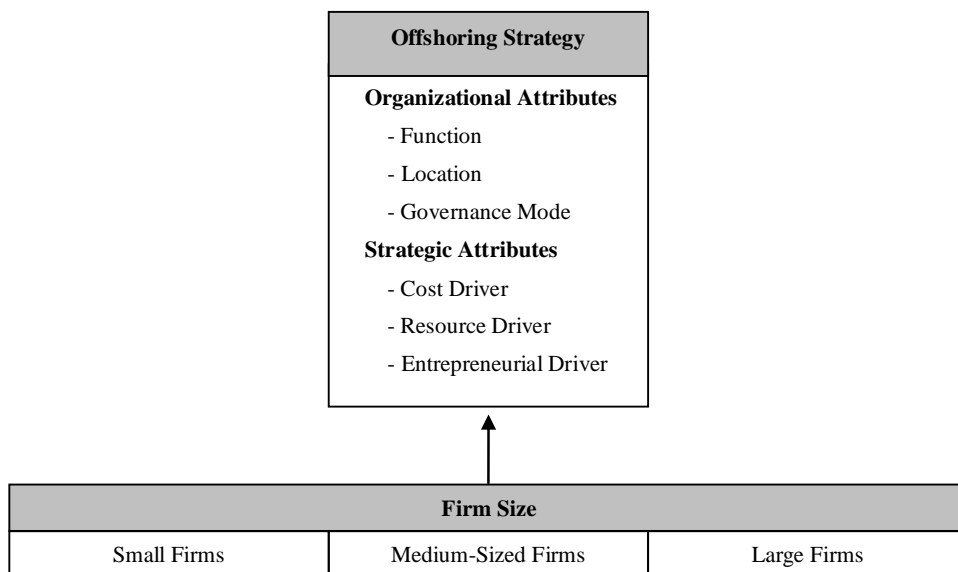 Offshoring Strategy
Organizational Attributes
- Function
- Location
- Governance Mode
Strategic Attributes
- Cost Driver
- Resource Driver
- Entrepreneurial Driver
Firm Size
Small Firms
Medium-Sized Firms
Large Firms